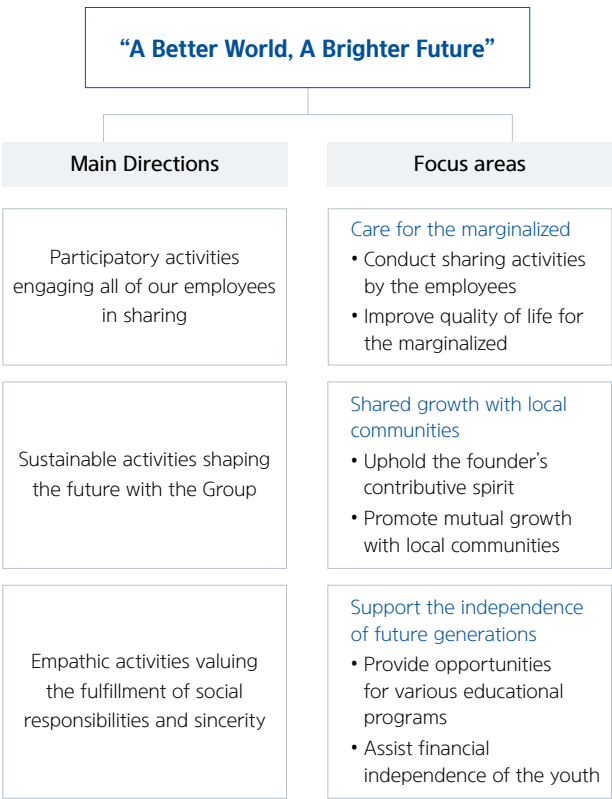 “A Better World, A Brighter Future”
Main Directions
Focus areas
Participatory activities
engaging all of our employees
in sharing
Care for the marginalized
• Conduct sharing activities
by the employees
• Improve quality of life for
the marginalized
Sustainable activities shaping
the future with the Group
Shared growth with local
communities
• Uphold the founder’s
contributive spirit
• Promote mutual growth
with local communities
Empathic activities valuing
the fulfillment of social
responsibilities and sincerity
Support the independence
of future generations
• Provide opportunities
for various educational
programs
• Assist financial
independence of the youth